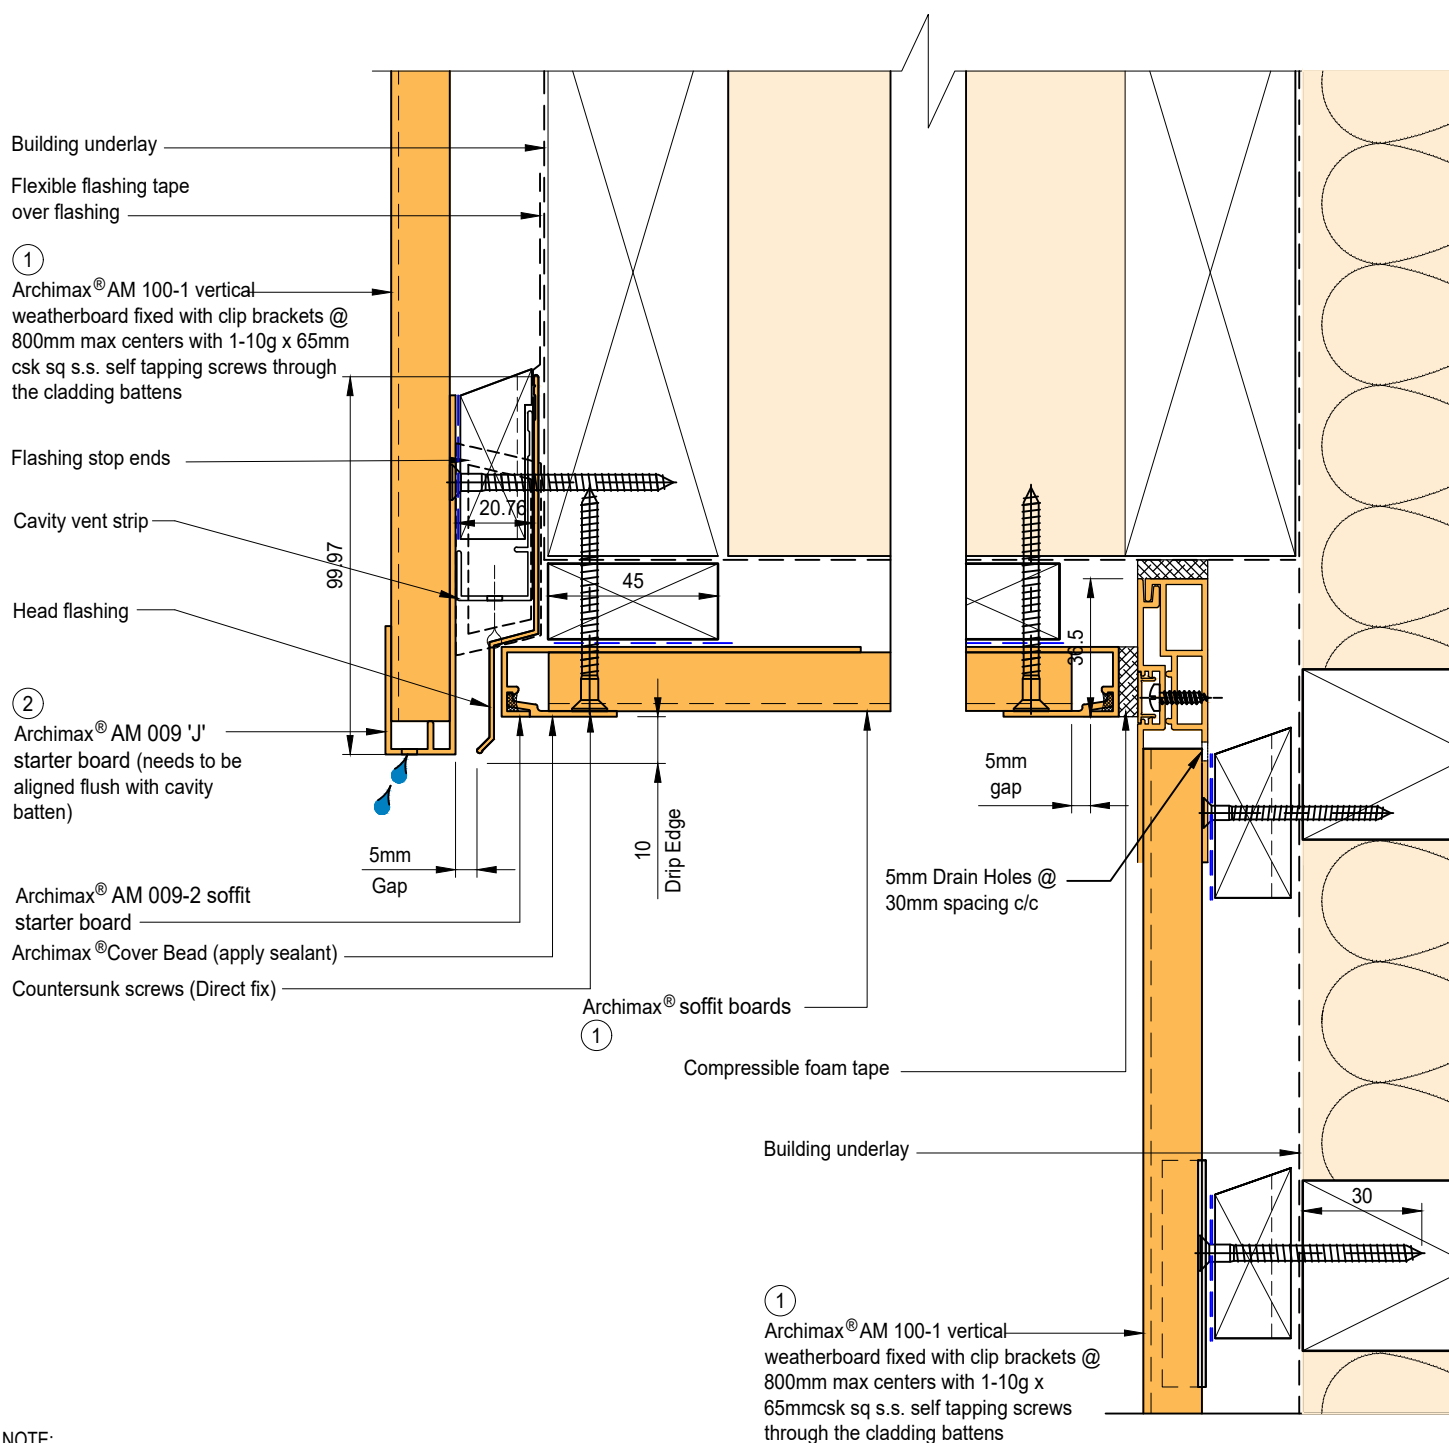 Building underlay
Flexible flashing tape
over flashing
1
Archimax® AM 100-1 vertical
weatherboard fixed with clip brackets @
800mm max centers with 1-10g x 65mm
csk sq s.s. self tapping screws through
the cladding battens
Flashing stop ends
20.76
Cavity vent strip
99.97
45
Head flashing
36.5
2
Archimax® AM 009 'J'
starter board (needs to be
aligned flush with cavity
batten)
5mm
gap
5mm
Gap
10
Drip Edge
5mm Drain Holes @
30mm spacing c/c
Archimax® AM 009-2 soffit
starter board
Archimax®Cover Bead (apply sealant)
Countersunk screws (Direct fix)
Archimax® soffit boards
1
Compressible foam tape
Building underlay
30
1
Archimax® AM 100-1 vertical
weatherboard fixed with clip brackets @
800mm max centers with 1-10g x
65mmcsk sq s.s. self tapping screws
through the cladding battens
NOTE: